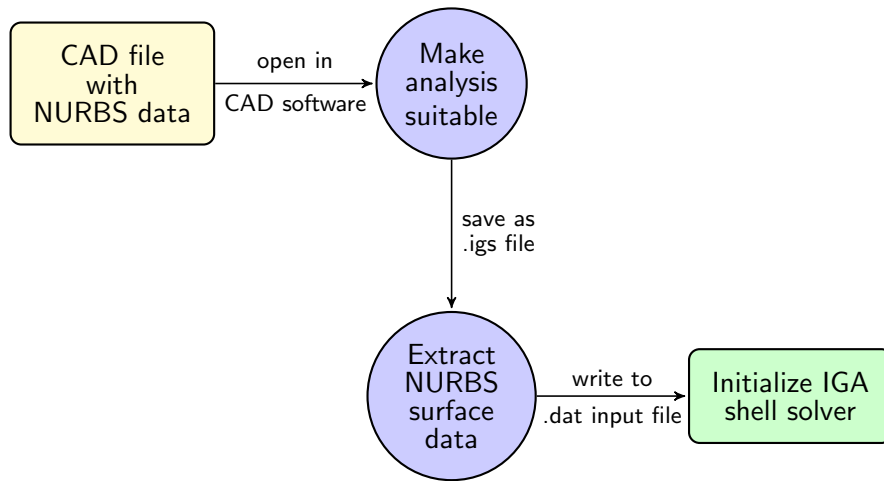 CAD file
with
NURBS data
open in
CAD software
Make
analysis
suitable
save as
.igs file
Extract
NURBS
surface
data
write to
.dat input file
Initialize IGA
shell solver